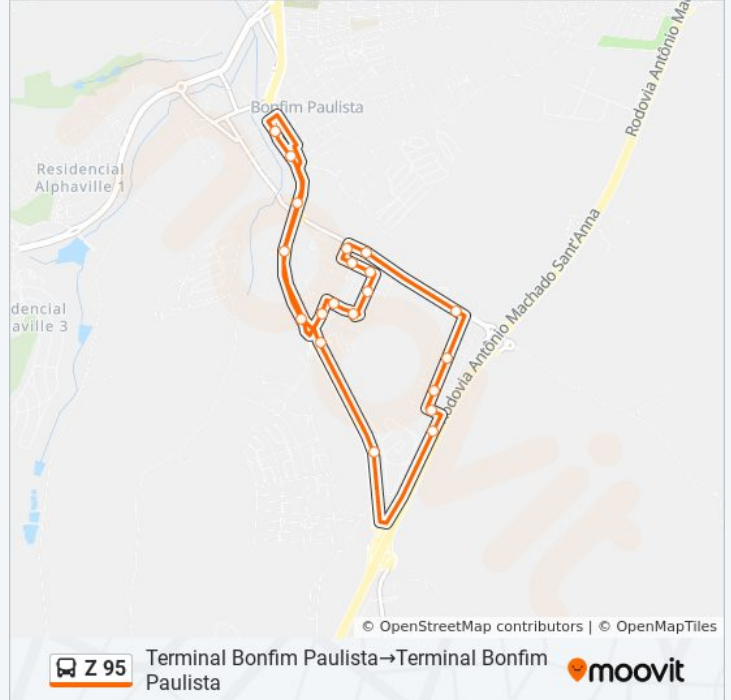 Rodovia Antônio Ma
Bonfim Paulista
Residencial
Alphaville 1
Rodovia Antônio Machado Sant'Anna
dencial
aville 3
moovit
© OpenStreetMap contributors | © OpenMapTiles
Z 95
Terminal Bonfim Paulista→Terminal Bonfim
Paulista
moovit